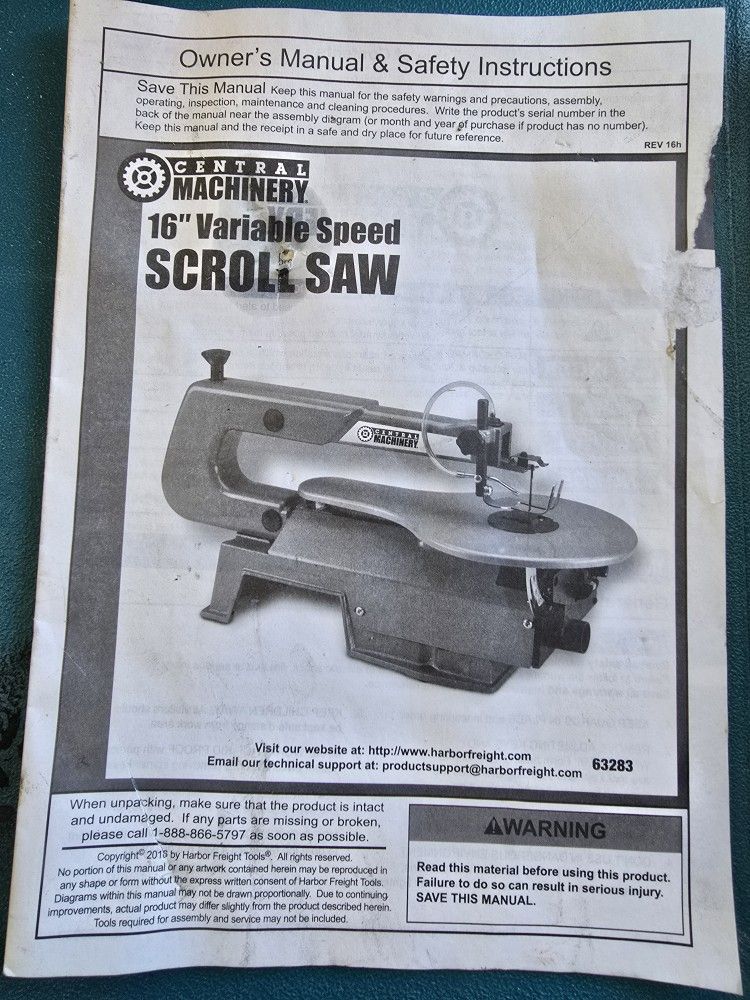 Owner's Manual & Safety Instructions
Save This Manual Keep this manual for the safety warnings and precautions, assembly,
operating, inspection, maintenance and cleaning procedures. Write the product's serial number in the
back of the manual near the assembly diagram (or month and year of purchase if product has no number).
Keep this manual and the receipt in a safe and dry place for future reference.
REV 16h
CENTRAL
MACHINERY®
16" Variable Speed
SCROLL SAW
CENTRAL
MACHINERY
Visit our website at: http://www.harborfreight.com
Email our technical support at: productsupport@harborfreight.com
63283
When unpacking, make sure that the product is intact
and undamaged. If any parts are missing or broken,
please call 1-888-866-5797 as soon as possible.
Copyright© 2016 by Harbor Freight Tools®. All rights reserved.
No portion of this manual or any artwork contained herein may be reproduced in
any shape or form without the express written consent of Harbor Freight Tools.
Diagrams within this manual may not be drawn proportionally. Due to continuing
improvements, actual product may differ slightly from the product described herein.
Tools required for assembly and service may not be included.
⚠WARNING
Read this material before using this product.
Failure to do so can result in serious injury.
SAVE THIS MANUAL.